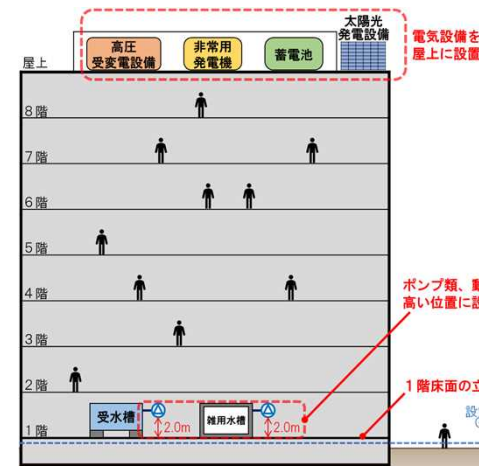 太陽光
発電設備
電気設備を
屋上に設置
高圧
受変電設備
非常用
発電機
蓄電池
屋上
8階
7階
6階
5階
4階
ポンプ類、動
高い位置に設
3階
2階
1階床面の立
受水槽
雑用水槽
2.0m
2.0m
1階
設